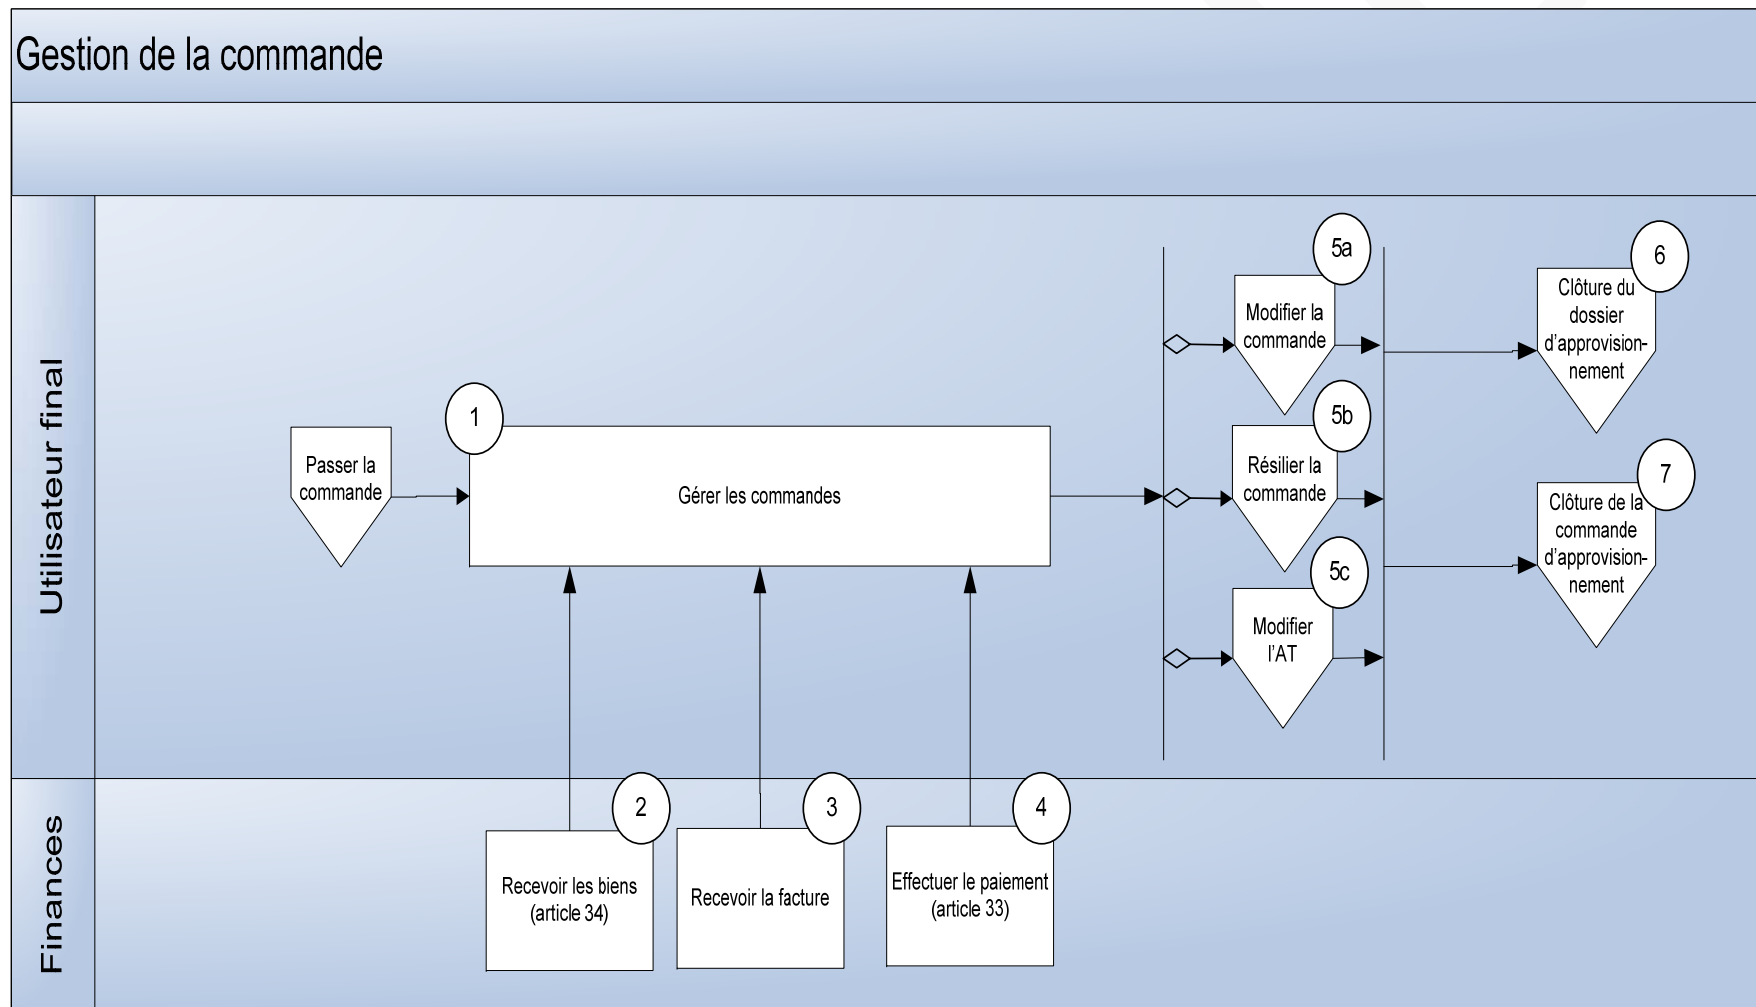 Gestion de la commande
Utilisateur final
Passer la
commande
1
Gérer les commandes
5a
Modifier la
commande
5b
Résilier la
commande
5c
Modifier
l'AT
6
Clôture du
dossier
d'approvision-
nement
7
Clôture de la
commande
d'approvision-
nement
Finances
2
Recevoir les biens
(article 34)
3
Recevoir la facture
4
Effectuer le paiement
(article 33)